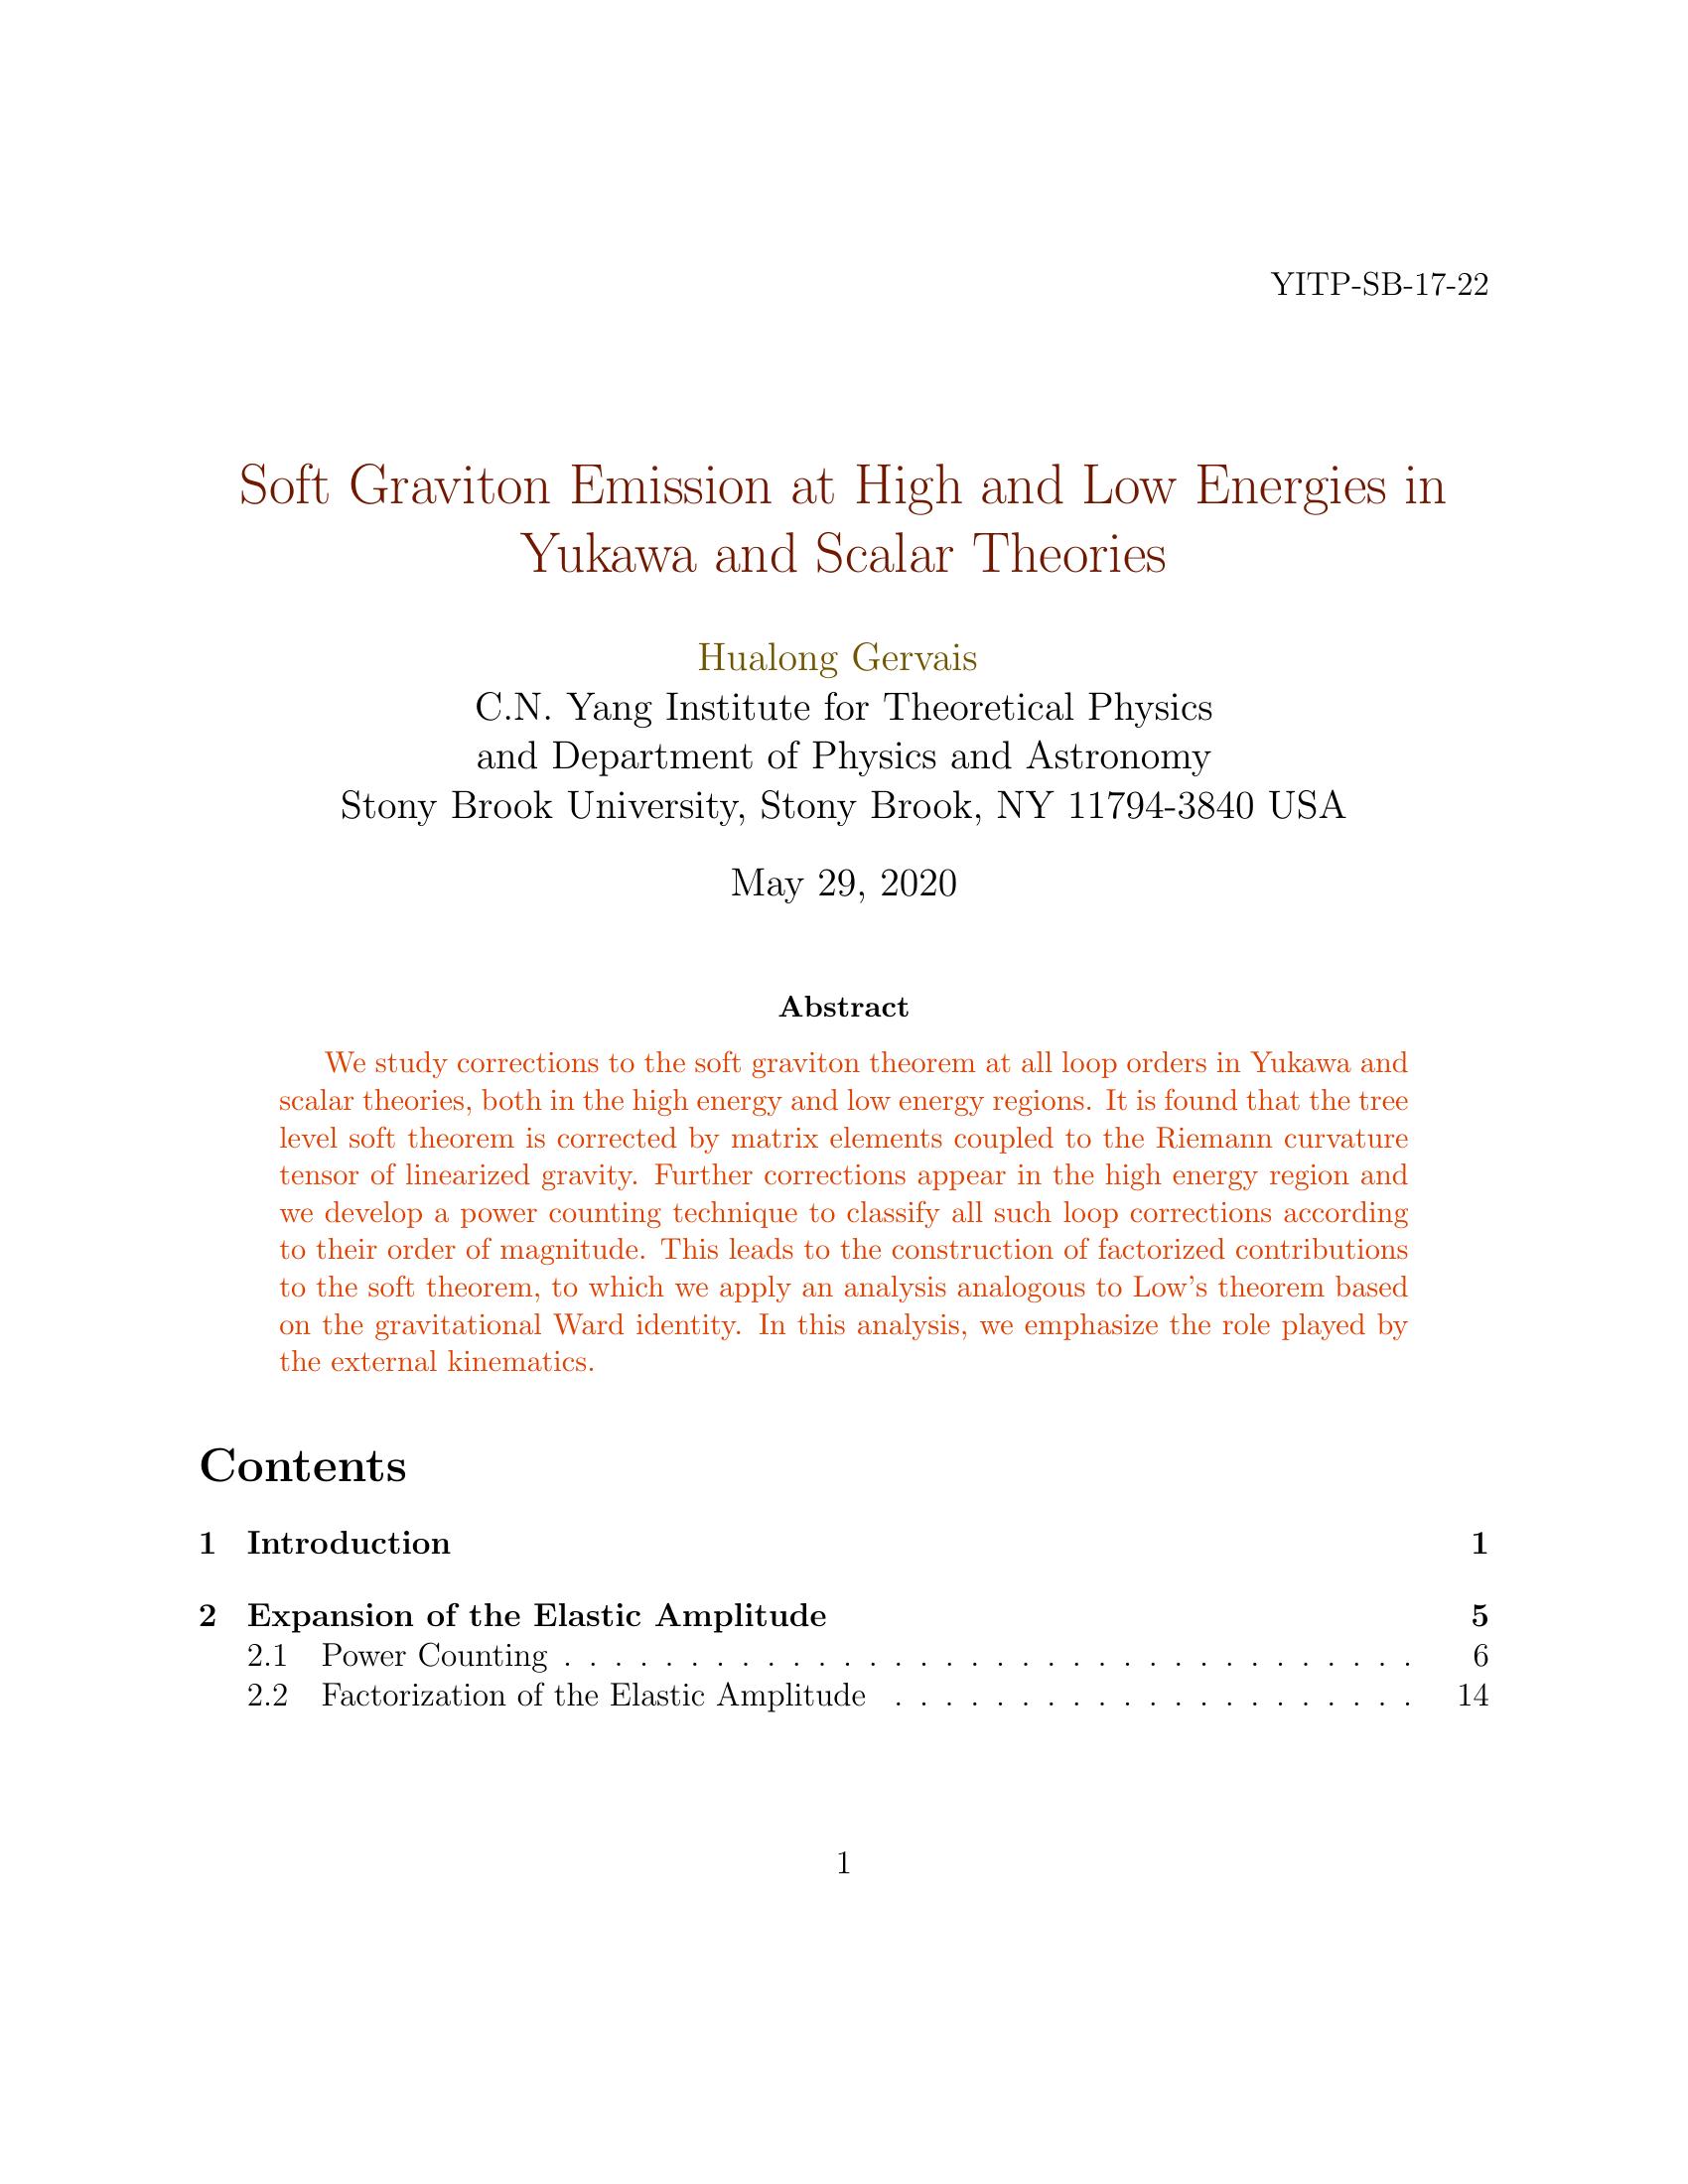 YITP-SB-17-22
Soft Graviton Emission at High and Low Energies in
Yukawa and Scalar Theories
Hualong Gervais
C.N. Yang Institute for Theoretical Physics
and Department of Physics and Astronomy
Stony Brook University, Stony Brook, NY 11794-3840 USA
May 29, 2020
Abstract
We study corrections to the soft graviton theorem at all loop orders in Yukawa and
scalar theories, both in the high energy and low energy regions. It is found that the tree
level soft theorem is corrected by matrix elements coupled to the Riemann curvature
tensor of linearized gravity. Further corrections appear in the high energy region and
we develop a power counting technique to classify all such loop corrections according
to their order of magnitude. This leads to the construction of factorized contributions
to the soft theorem, to which we apply an analysis analogous to Low's theorem based
on the gravitational Ward identity. In this analysis, we emphasize the role played by
the external kinematics.
Contents
1 Introduction 1
2 Expansion of the Elastic Amplitude 5
2.1 Power Counting . . . . . . . . . . . . . . . . . . . . . . . . . . . . . . . . . . 6
2.2 Factorization of the Elastic Amplitude . . . . . . . . . . . . . . . . . . . . . 14
1